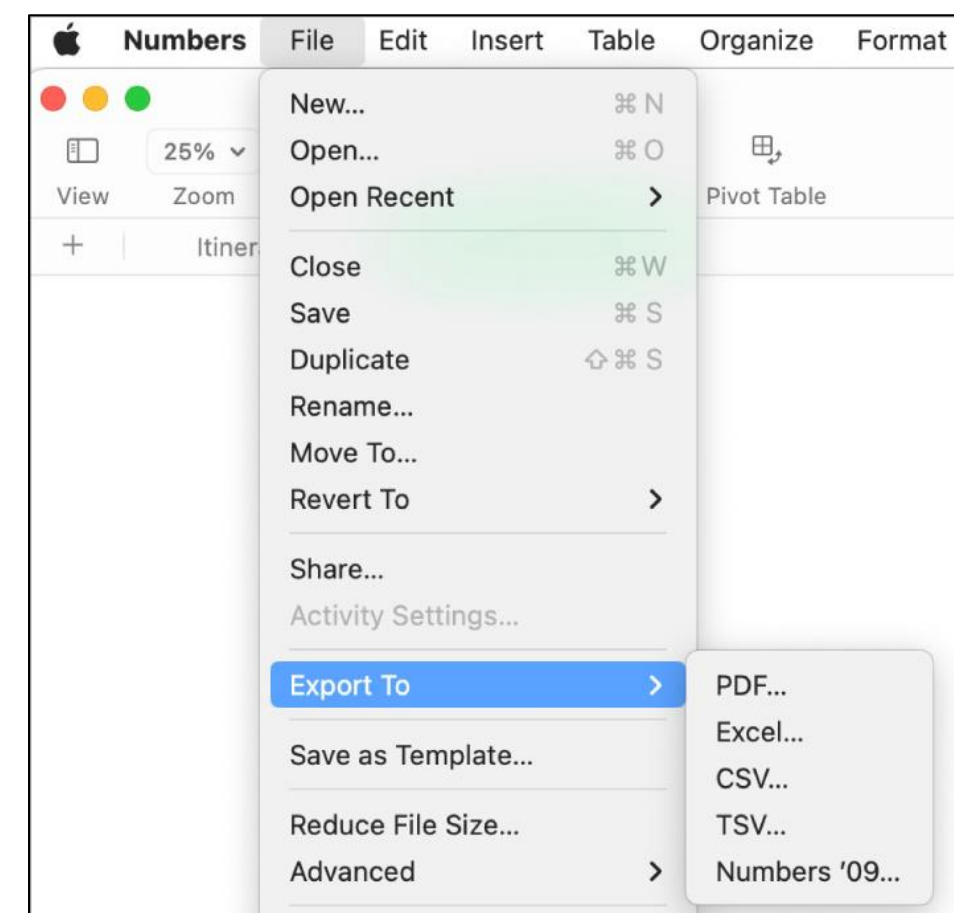 Numbers File Edit Insert Table Organize Format
25%
View Zoom Pivot Table
Itiner
New... ⌘ N
Open... ⌘ O
Open Recent
Close ⌘ W
Save ⌘ S
Duplicate ⇧ ⌘ S
Rename...
Move To...
Revert To
Share...
Activity Settings...
Export To
PDF...
Excel...
CSV...
TSV...
Numbers '09...
Save as Template...
Reduce File Size...
Advanced